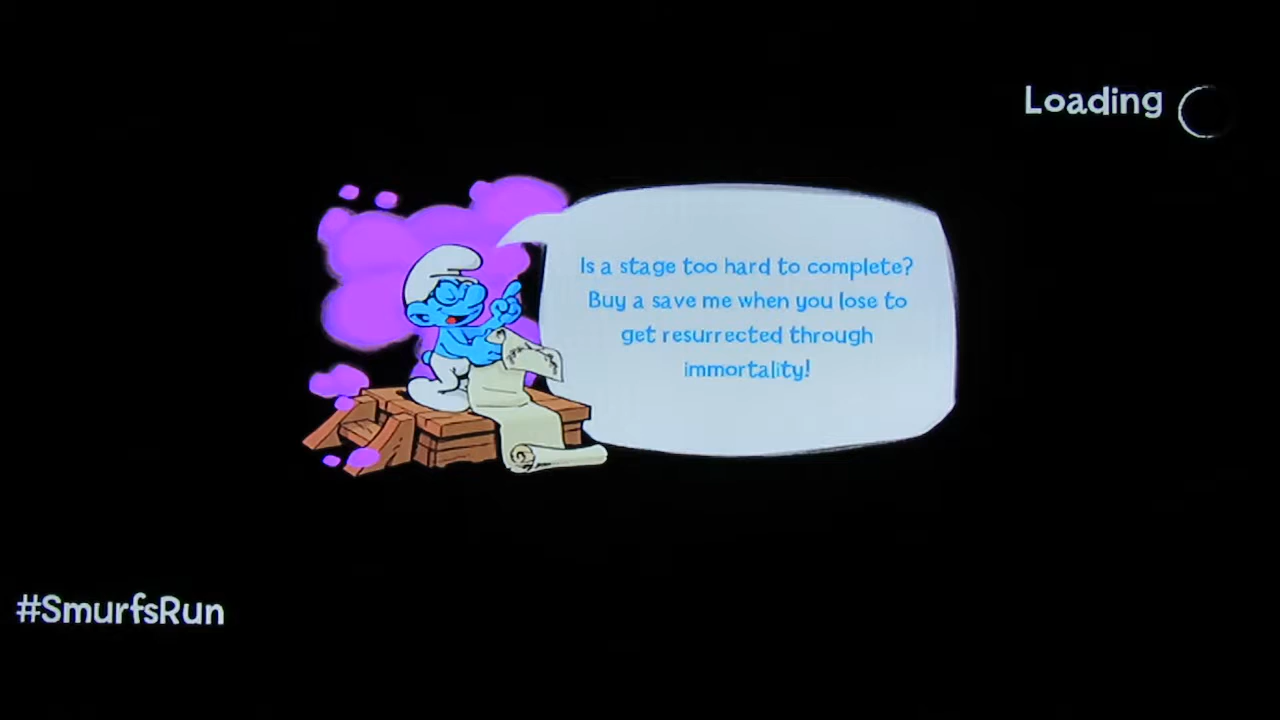 Loading
Is a stage too hard to complete?
Buy a save me when you lose to
get resurrected through
immortality!
#SmurfsRun